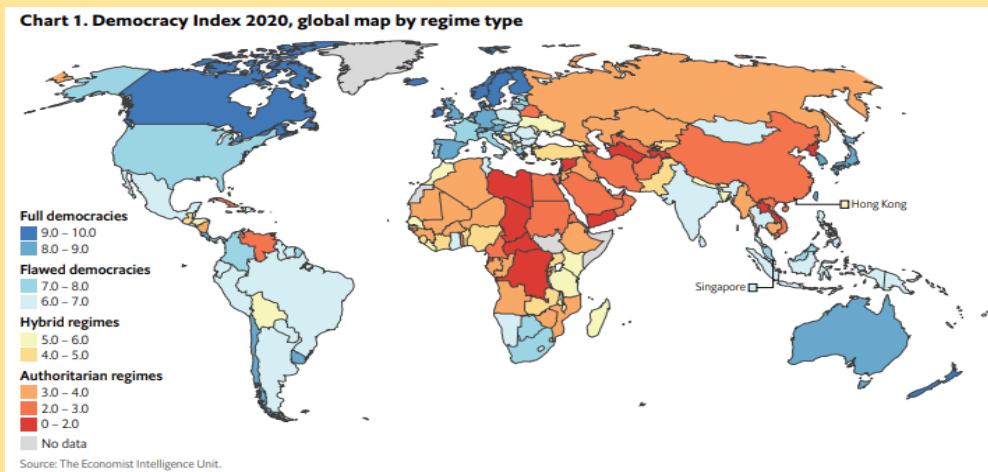 Chart 1. Democracy Index 2020, global map by regime type
Full democracies
9.0 – 10.0
8.0 – 9.0
Flawed democracies
7.0 – 8.0
6.0 – 7.0
Hybrid regimes
5.0 – 6.0
4.0 – 5.0
Authoritarian regimes
3.0 – 4.0
2.0 – 3.0
0 – 2.0
No data
Hong Kong
Singapore
Source: The Economist Intelligence Unit.